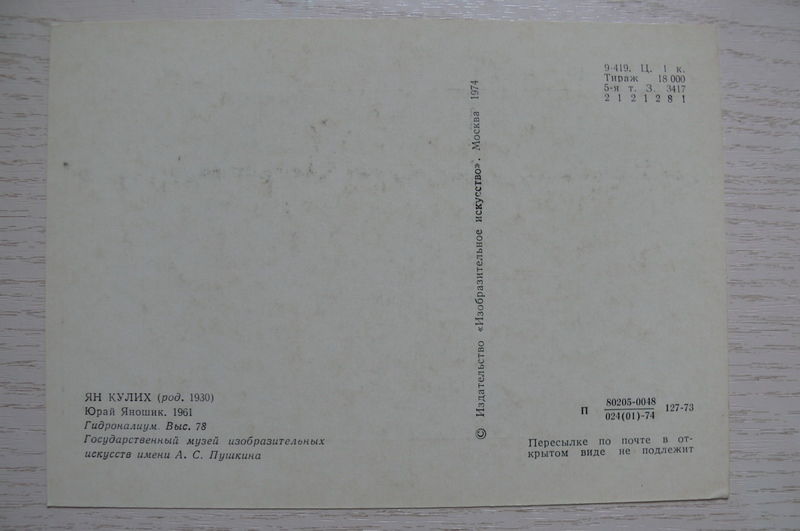 9-419. Ц. 1 к.
Тираж 18 000
5-я т. З. 3417
2 1 2 1 2 8 1
© Издательство «Изобразительное искусство». Москва 1974
ЯН КУЛИХ (род. 1930)
Юрай Яношик. 1961
Гидроналиум. Выс. 78
Государственный музей изобразительных
искусств имени А. С. Пушкина
П 80205-0048 127-73
024(01)-74
Пересылке по почте в от-
крытом виде не подлежит